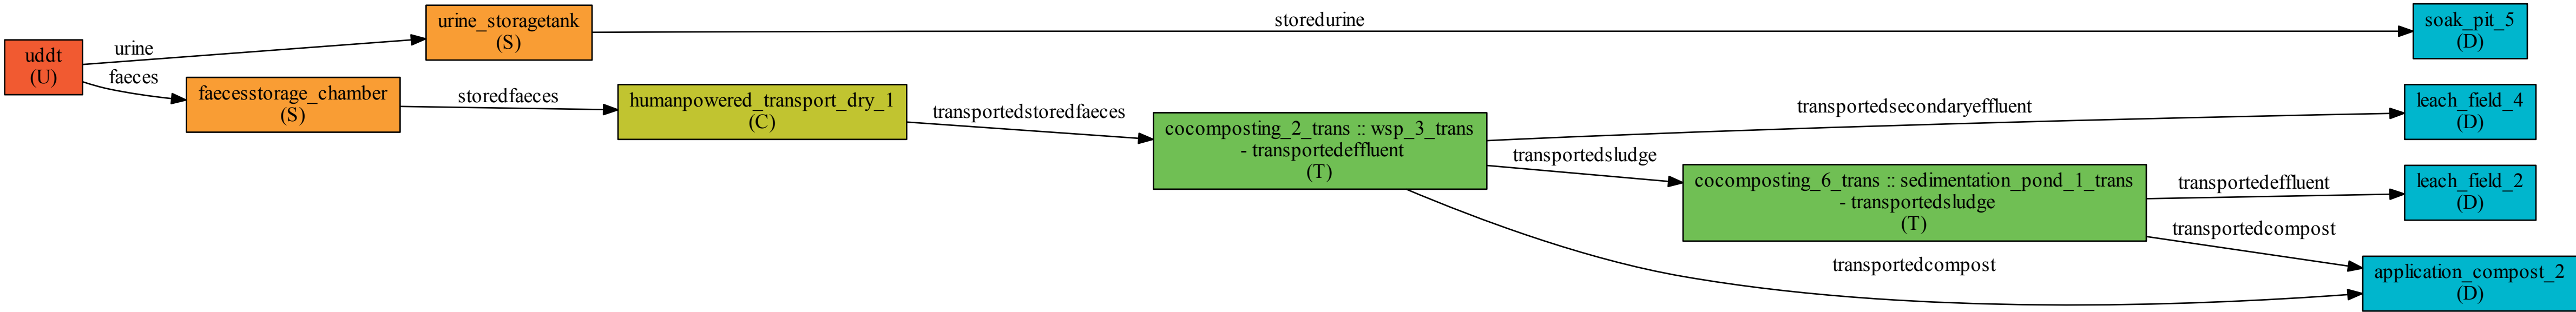 uddt
(U)
urine
faeces
urine_storagetank
(S)
faecesstorage_chamber
(S)
storedurine
storedfaeces
humanpowered_transport_dry_1
(C)
transportedstoredfaeces
cocomposting_2_trans :: wsp_3_trans
- transportedeffluent
(T)
transportedsecondaryeffluent
transportedsludge
transportedcompost
cocomposting_6_trans :: sedimentation_pond_1_trans
- transportedsludge
(T)
transportedeffluent
transportedcompost
soak_pit_5
(D)
leach_field_4
(D)
leach_field_2
(D)
application_compost_2
(D)